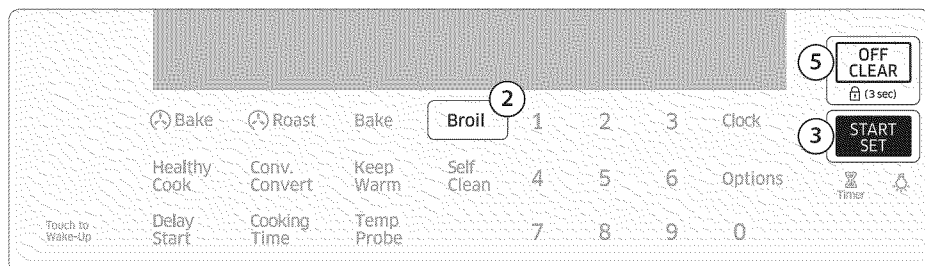 5 OFF
CLEAR
(3 sec)
2
Bake Roast Bake Broil 1 2 3 Clock
3 START
SET
Healthy
Cook
Conv.
Convert
Keep
Warm
Self
Clean
4 5 6 Options
Timer
Touch to
Wake-Up
Delay
Start
Cooking
Time
Temp
Probe
7 8 9 0